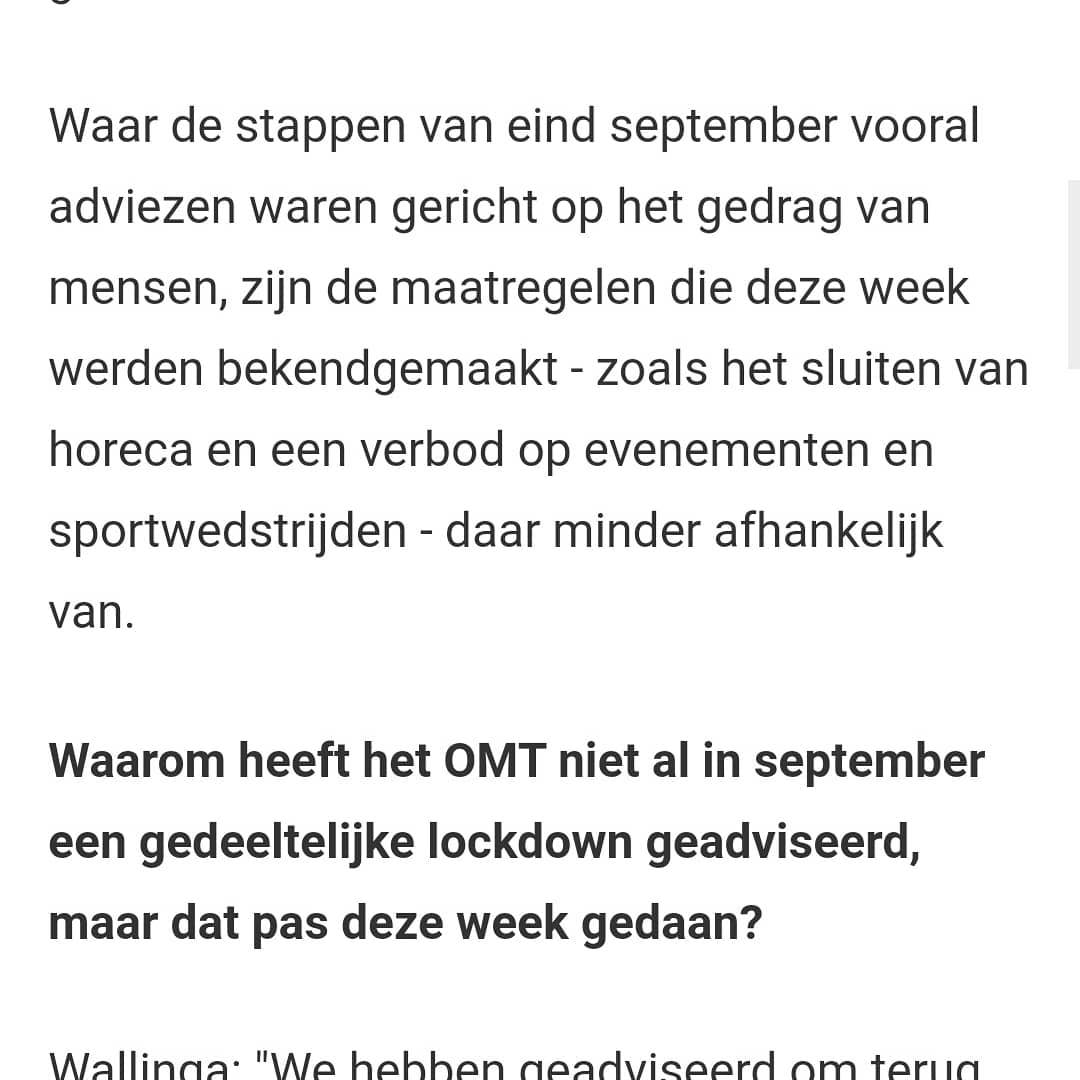 Waar de stappen van eind september vooral
adviezen waren gericht op het gedrag van
mensen, zijn de maatregelen die deze week
werden bekendgemaakt - zoals het sluiten van
horeca en een verbod op evenementen en
sportwedstrijden - daar minder afhankelijk
van.
Waarom heeft het OMT niet al in september
een gedeeltelijke lockdown geadviseerd,
maar dat pas deze week gedaan?
Wallinga: "We hebben geadviseerd om terug